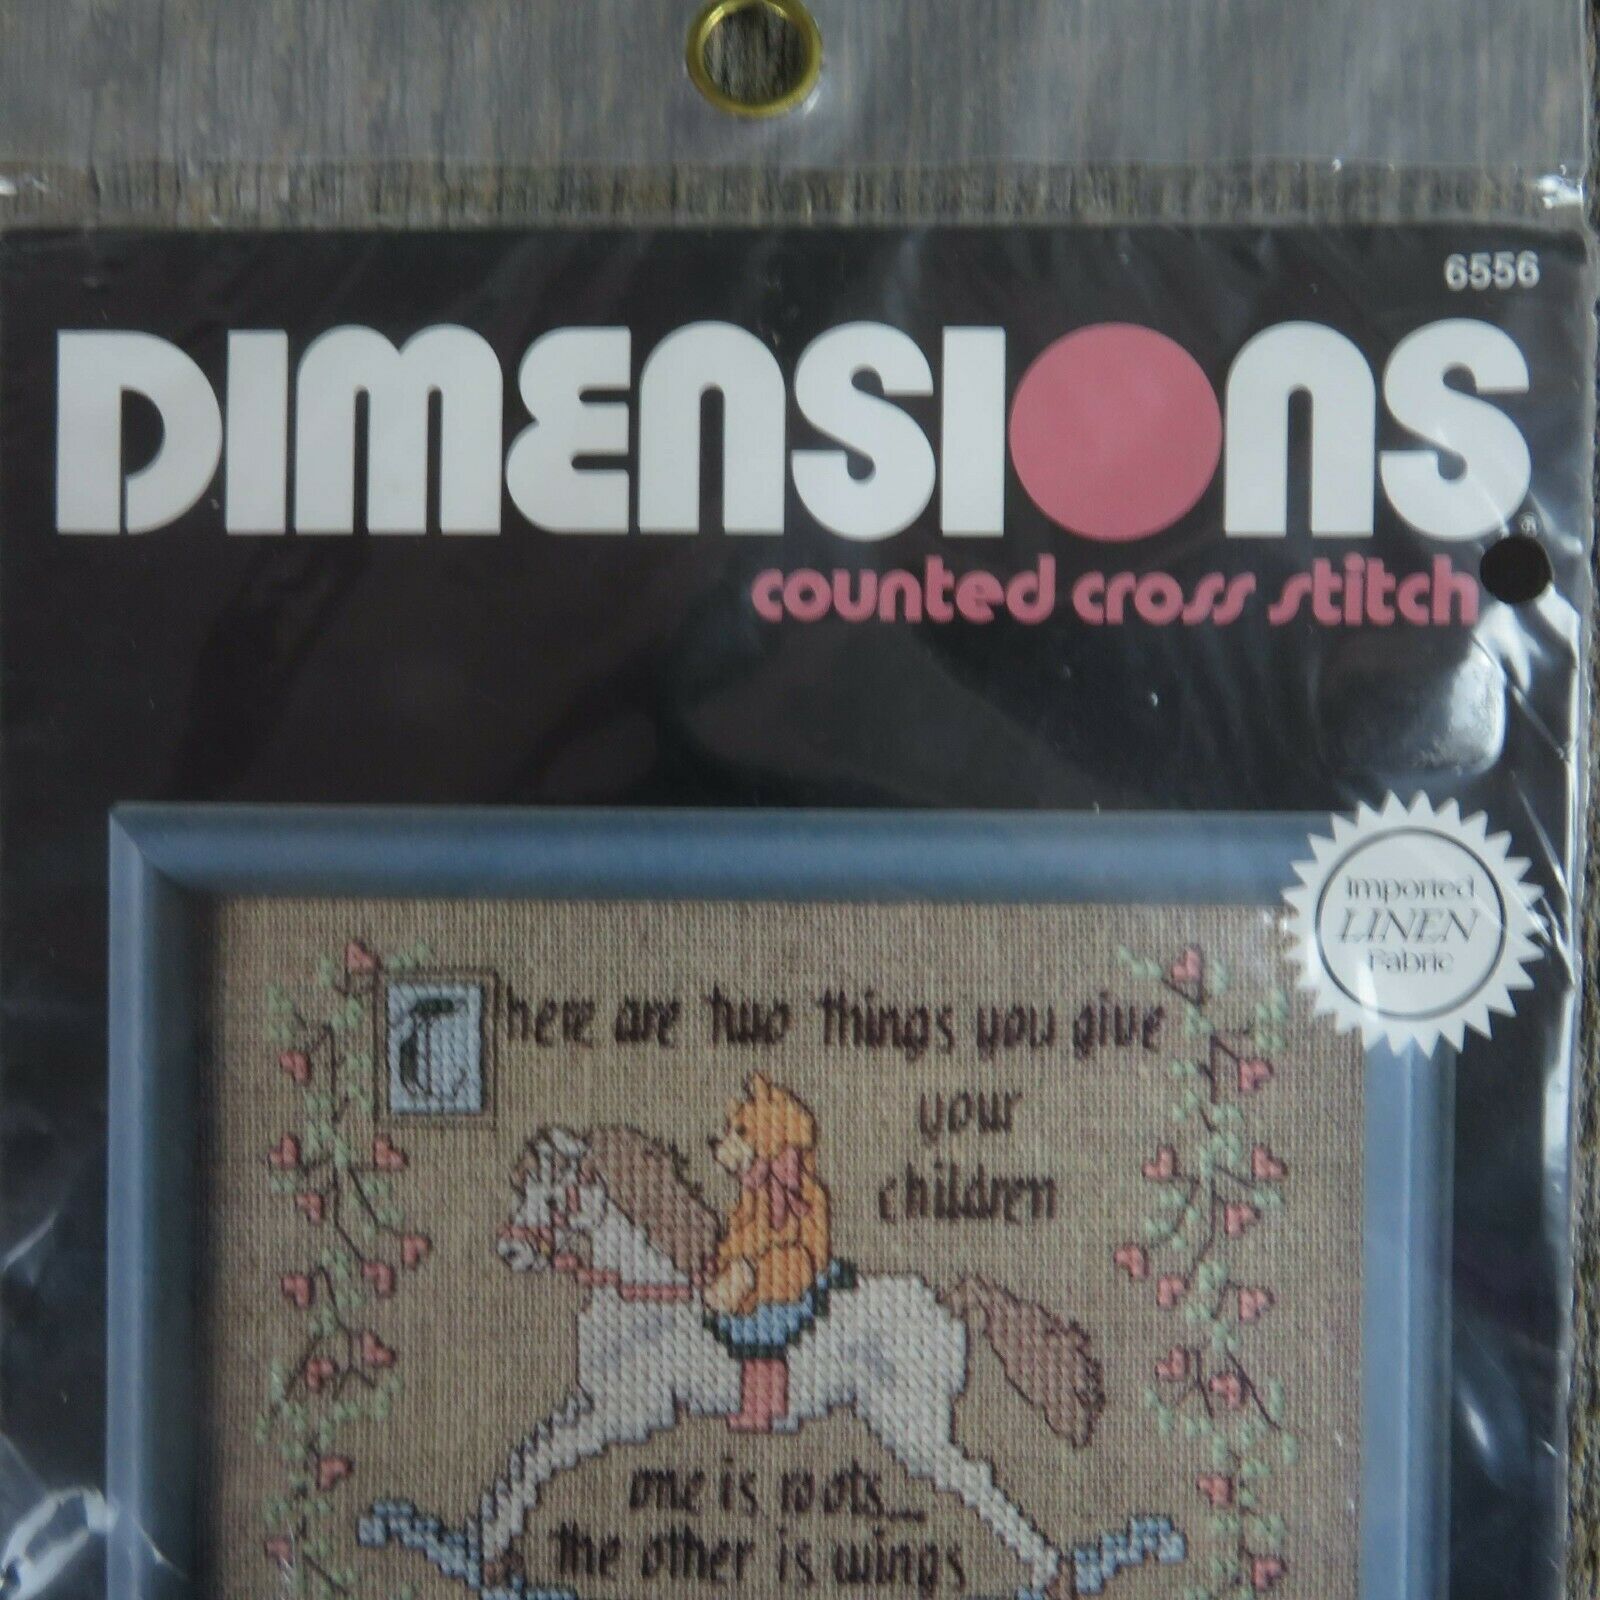 6556
DIMENSIONS®
counted cross stitch
Imported
LINEN
Fabric
There are two things you give
your
children
one is roots...
the other is wings